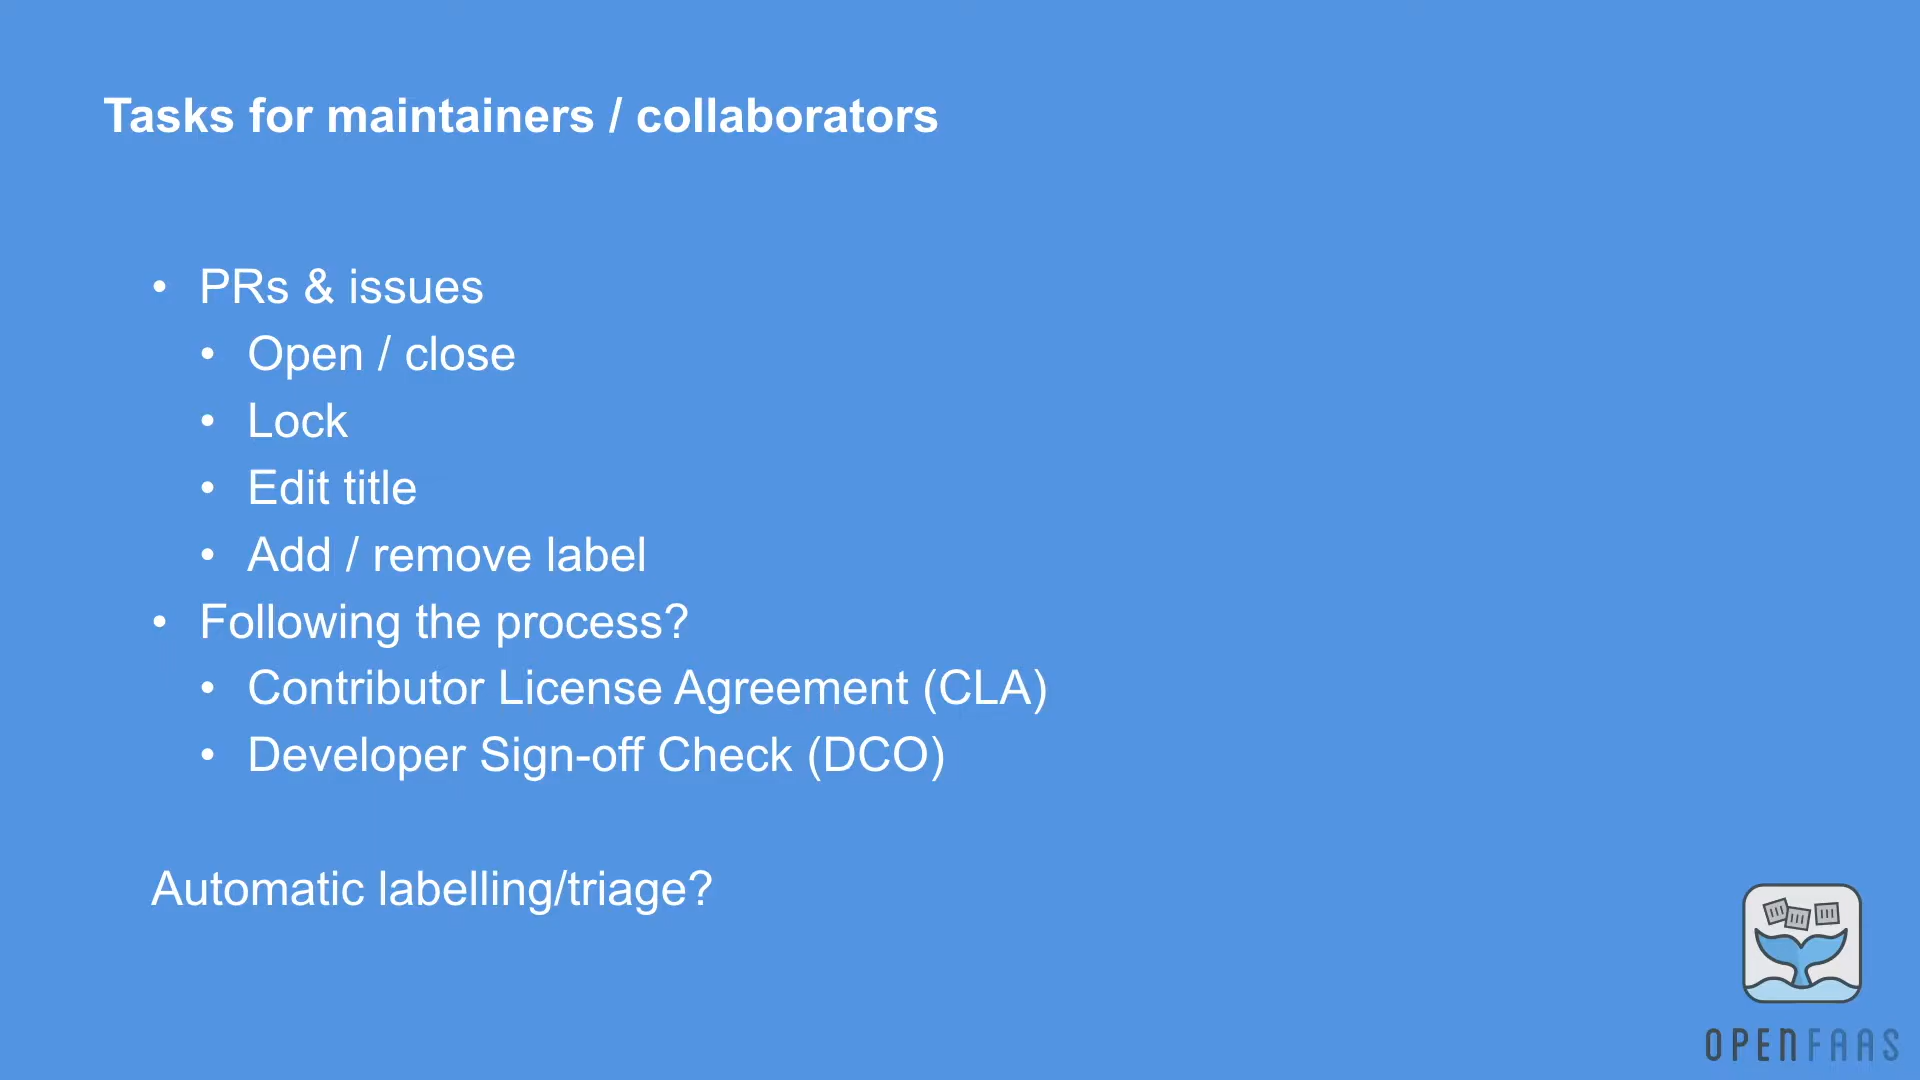 Tasks for maintainers / collaborators
• PRs & issues
• Open / close
• Lock
• Edit title
• Add / remove label
• Following the process?
• Contributor License Agreement (CLA)
• Developer Sign-off Check (DCO)
Automatic labelling/triage?
OPENFAAS